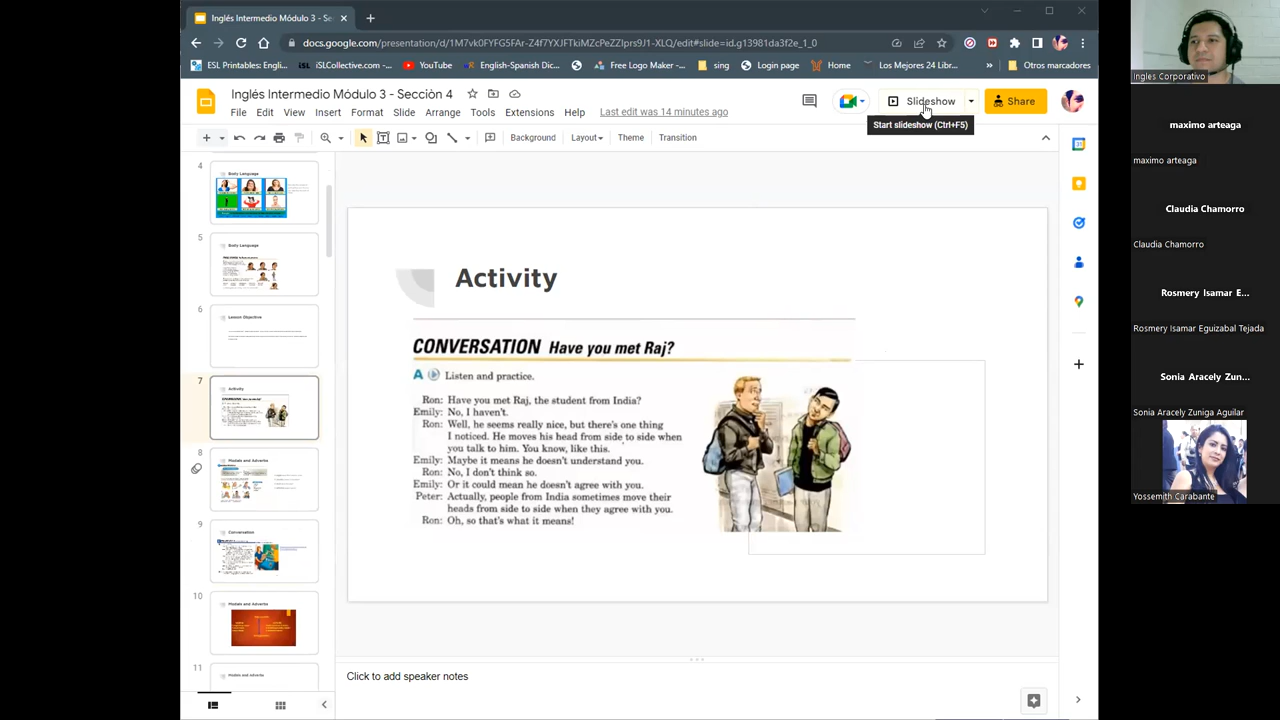 Inglés Intermedio Módulo 3 - Se
docs.google.com/presentation/d/1M7vk0FYFG5FAr-Z4f7YXJFTkiMZcPeZZIprs9J1-XLQ/edit#slide=id.g13981da3f2e_1_0
ESL Printables: Engli... iSLCollective.com -... YouTube English-Spanish Dic... Free Logo Maker -... sing Login page Home Los Mejores 24 Libr... » Otros marcadores
Inglés Intermedio Módulo 3 - Sección 4
File Edit View Insert Format Slide Arrange Tools Extensions Help Last edit was 14 minutes ago
Slideshow
Share
Start slideshow (Ctrl+F5)
Background Layout Theme Transition
4
Body Language
5
Body Language
6
Lesson Objective
7
Activity
8
Modals and Adverbs
9
Conversation
10
Modals and Adverbs
11
Modals and Adverbs
Activity
CONVERSATION Have you met Raj?
A Listen and practice.
Ron: Have you met Raj, the student from India?
Emily: No, I haven't.
Ron: Well, he seems really nice, but there's one thing
I noticed. He moves his head from side to side when
you talk to him. You know, like this.
Emily: Maybe it means he doesn't understand you.
Ron: No, I don't think so.
Emily: Or it could mean he doesn't agree with you.
Peter: Actually, people from India sometimes move their
heads from side to side when they agree with you.
Ron: Oh, so that's what it means!
Click to add speaker notes
Ingles Corporativo
maximo arteaga
maximo arteaga
Claudia Chamorro
Claudia Chamorro
Rosmery Isamar E...
Rosmery Isamar Eguizabal Tejada
Sonia Aracely Zun...
Sonia Aracely Zuniga Aguilar
Yossemith Carabante